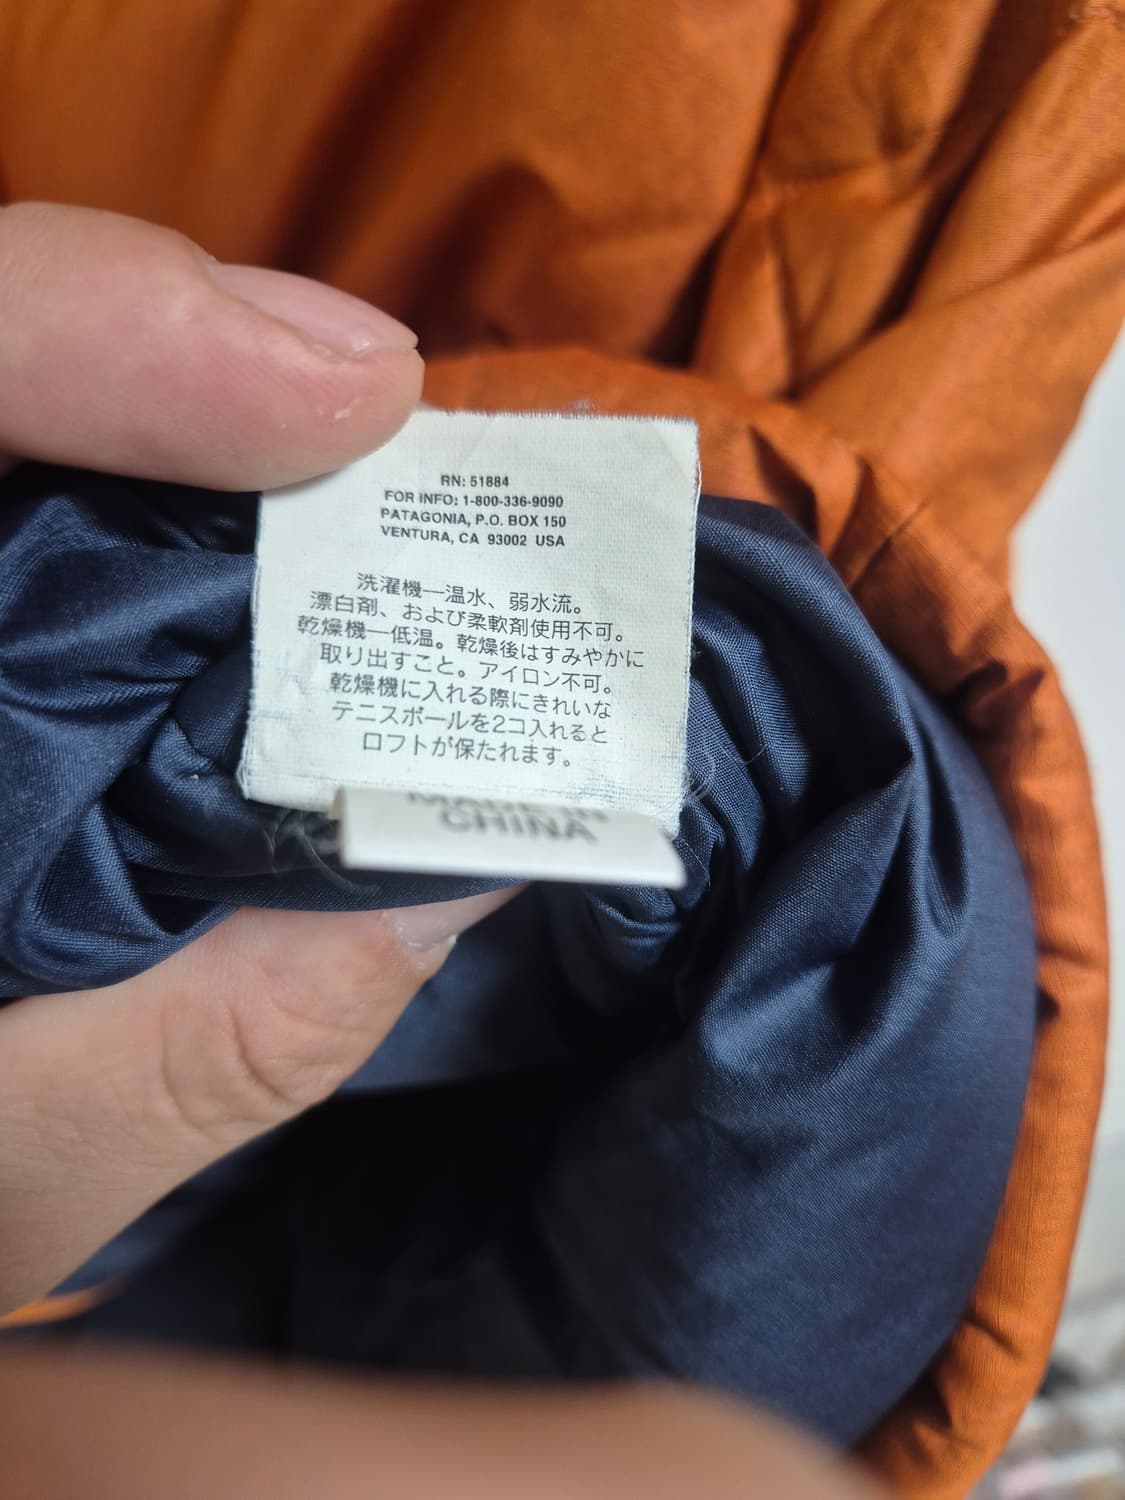 RN: 51884
FOR INFO: 1-800-336-9090
PATAGONIA, P.O. BOX 150
VENTURA, CA 93002 USA
洗濯機—温水、弱水流。
漂白剤、および柔軟剤使用不可。
乾燥機—低温。乾燥後はすみやかに
取り出すこと。アイロン不可。
乾燥機に入れる際にきれいな
テニスボールを2コ入れると
ロフトが保たれます。
MADE IN
CHINA